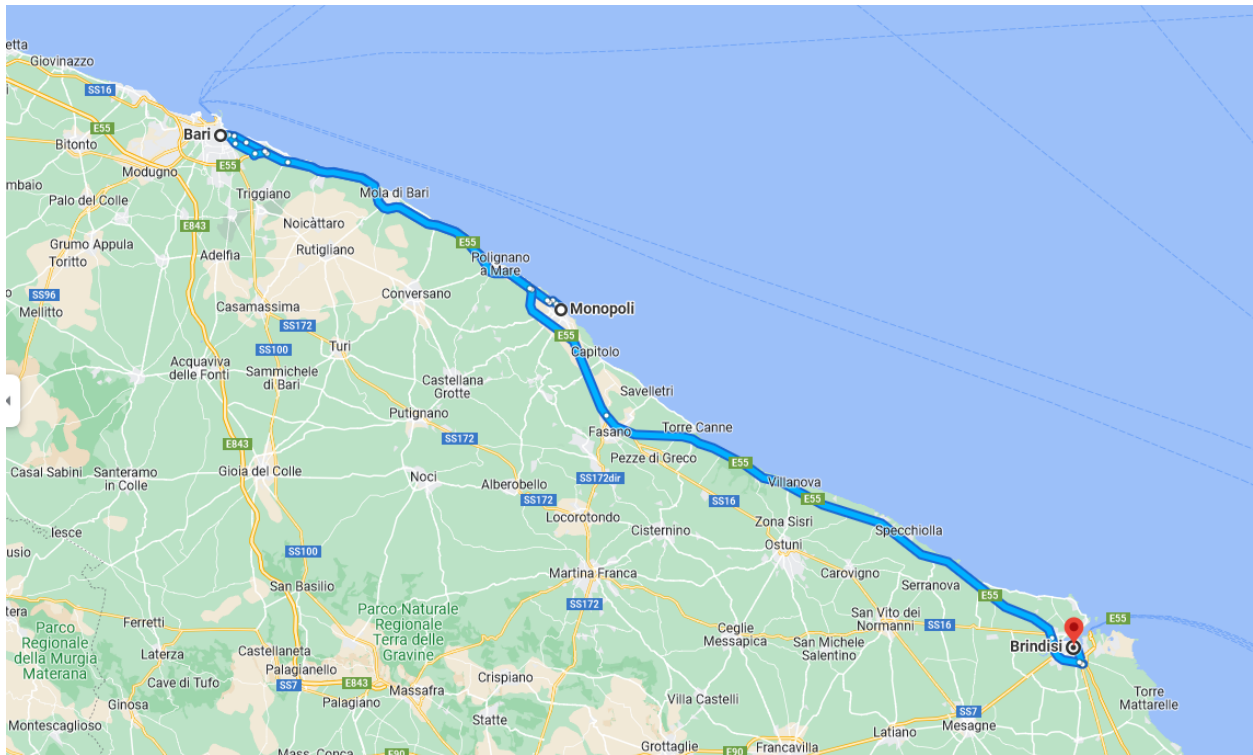 etta
Giovinazzo
SS16
Bari
E55
Bitonto
Modugno
E55
mbaio
Palo del Colle
Triggiano
Mola di Bari
E843
Noicàttaro
Grumo Appula
Toritto
Adelfia
Rutigliano
E55
Polignano
a Mare
SS96
Mellitto
Casamassima
Conversano
Monopoli
SS172
E55
Turi
SS100
Capitolo
Acquaviva
delle Fonti
Sammichele
di Bari
Castellana
Grotte
Savelletri
Putignano
SS172
Fasano
Torre Canne
E843
Casal Sabini
Santeramo
in Colle
Gioia del Colle
Noci
Pezze di Greco
E55
SS172dir
Alberobello
Villanova
SS172
SS16
E55
Locorotondo
Zona Sisri
Iesce
Cisternino
Specchiolla
usio
SS100
Ostuni
San Basilio
Martina Franca
Carovigno
Serranova
E55
tera
Parco
Regionale
della Murgia
Materana
Ferretti
Parco Naturale
Regionale
Terra delle
Gravine
SS172
San Vito dei
Normanni
SS16
E55
Ceglie
Messapica
San Michele
Salentino
Brindisi
Laterza
Castellaneta
Palagianello
Cave di Tufo
SS7
E843
Massafra
Crispiano
Torre
Mattarelle
Ginosa
Palagiano
Villa Castelli
SS7
Mesagne
Montescaglioso
Statte
Latiano
Mass. Conca
E90
Grottaglie
E90
Francavilla